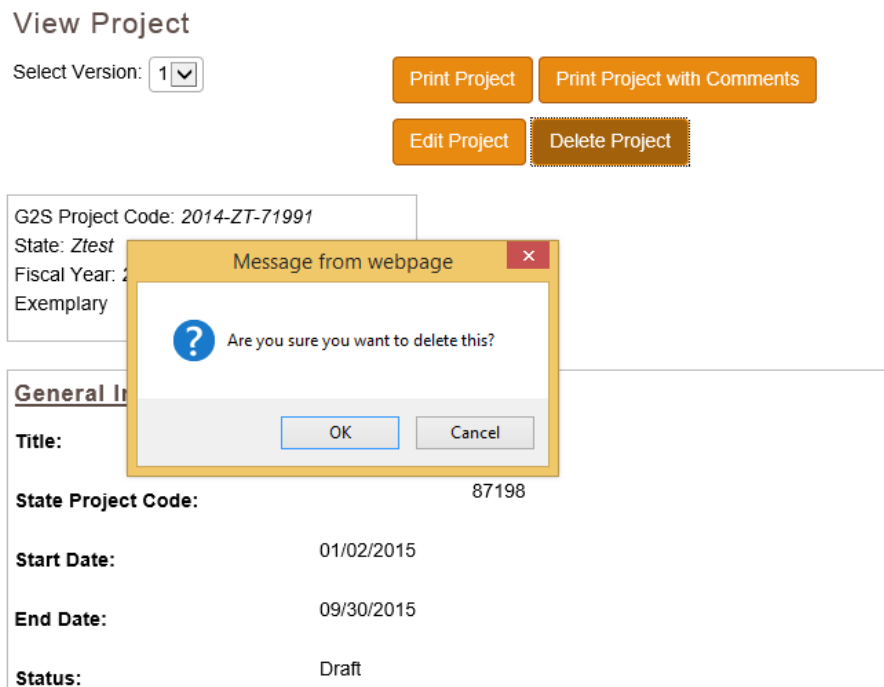 View Project
Select Version: 1
Print Project Print Project with Comments
Edit Project Delete Project
G2S Project Code: 2014-ZT-71991
State: Ztest
Fiscal Year:
Exemplary
Message from webpage
Are you sure you want to delete this?
OK Cancel
General
Title:
State Project Code: 87198
Start Date: 01/02/2015
End Date: 09/30/2015
Status: Draft